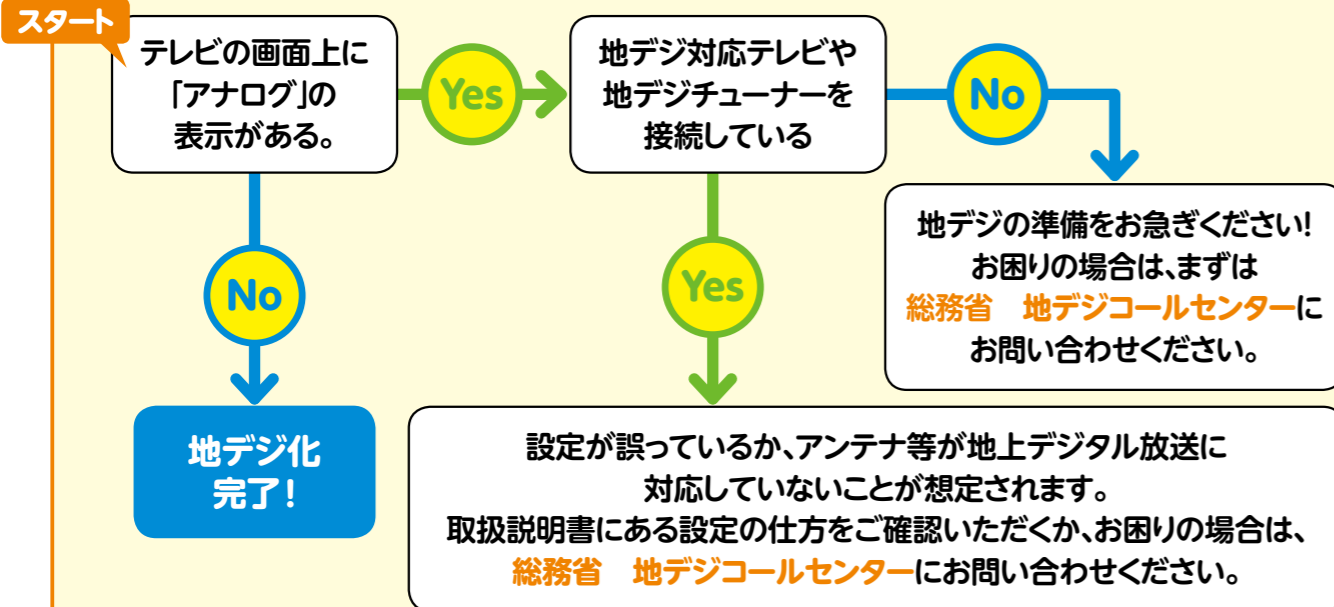 スタート
テレビの画面上に
「アナログ」の
表示がある。
Yes
地デジ対応テレビや
地デジチューナーを
接続している
No
地デジの準備をお急ぎください!
お困りの場合は、まずは
総務省　地デジコールセンターに
お問い合わせください。
No
Yes
地デジ化
完了!
設定が誤っているか、アンテナ等が地上デジタル放送に
対応していないことが想定されます。
取扱説明書にある設定の仕方をご確認いただくか、お困りの場合は、
総務省　地デジコールセンターにお問い合わせください。